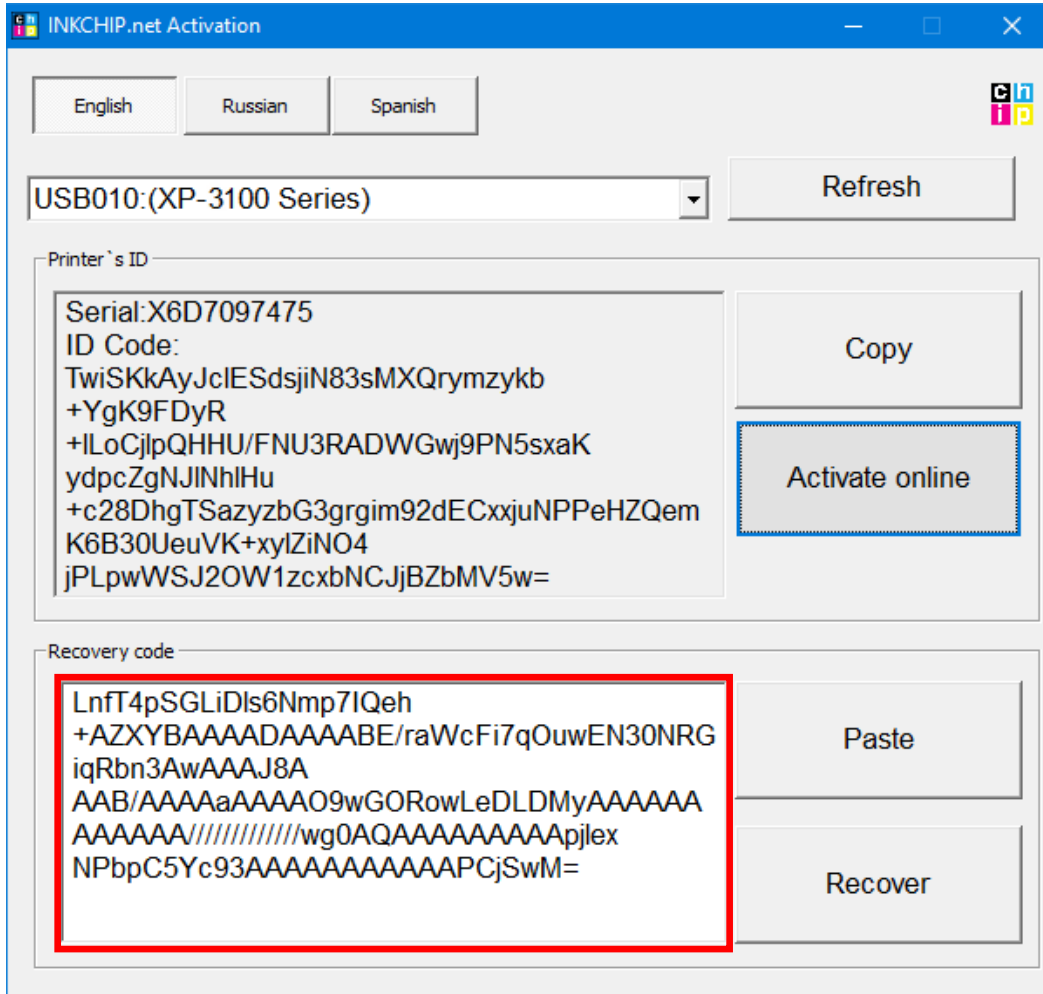 INKCHIP.net Activation
English
Russian
Spanish
chip
USB010:(XP-3100 Series)
Refresh
Printer`s ID
Serial:X6D7097475
ID Code:
TwiSKkAyJclESdsjiN83sMXQrymzykb
+YgK9FDyR
+lLoCjlpQHHU/FNU3RADWGwj9PN5sxaK
ydpcZgNJlNhlHu
+c28DhgTSazyzbG3grgim92dECxxjuNPPeHZQem
K6B30UeuVK+xylZiNO4
jPLpwWSJ2OW1zcxbNCJjBZbMV5w=
Copy
Activate online
Recovery code
LnfT4pSGLiDls6Nmp7IQeh
+AZXYBAAAADAAAABE/raWcFi7qOuwEN30NRG
iqRbn3AwAAAJ8A
AAB/AAAAaAAAAO9wGORowLeDLDMyAAAAAA
AAAAAA/////////////wg0AQAAAAAAAAApjlex
NPbpC5Yc93AAAAAAAAAAAPCjSwM=
Paste
Recover